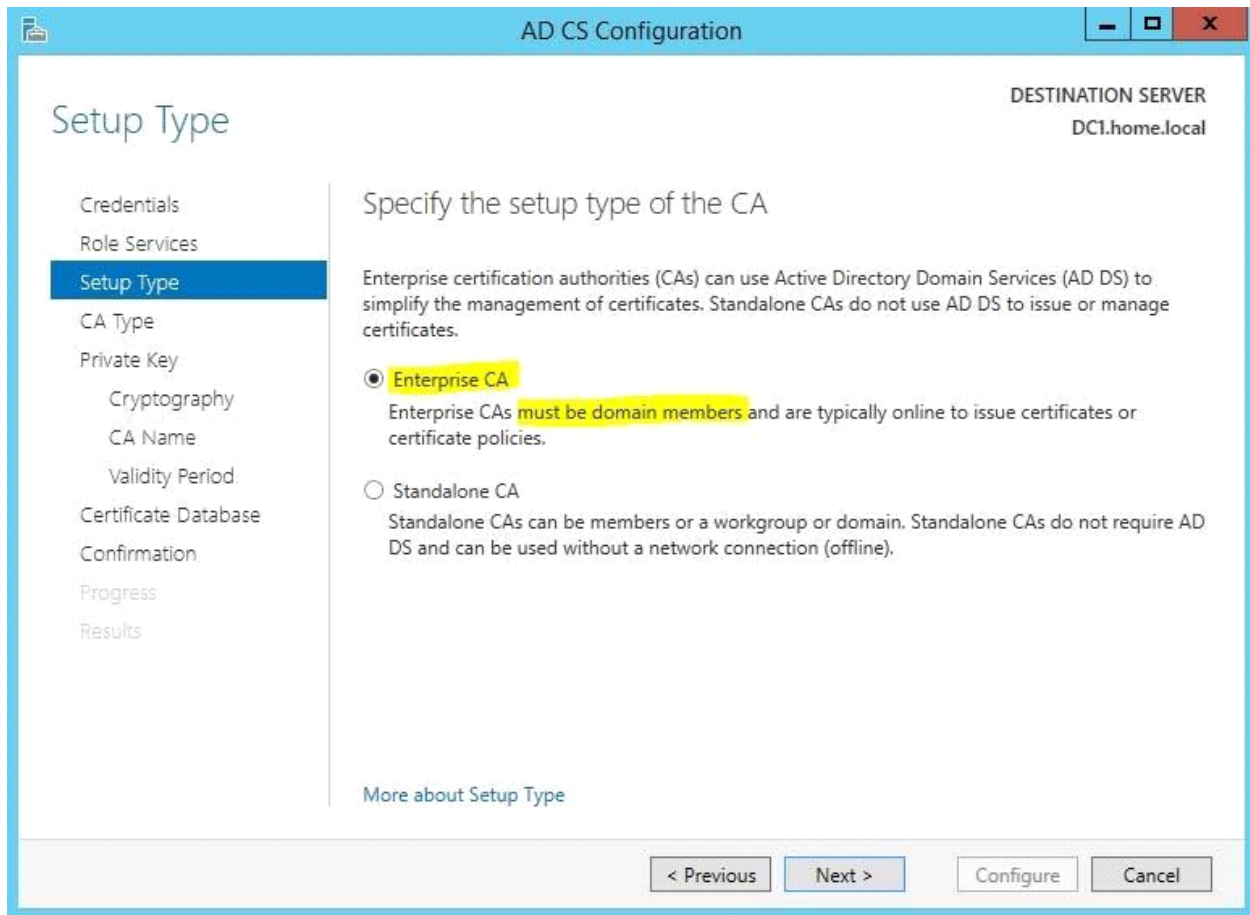 AD CS Configuration
Setup Type
DESTINATION SERVER
DC1.home.local
Credentials
Role Services
Setup Type
CA Type
Private Key
Cryptography
CA Name
Validity Period
Certificate Database
Confirmation
Progress
Results
Specify the setup type of the CA
Enterprise certification authorities (CAs) can use Active Directory Domain Services (AD DS) to
simplify the management of certificates. Standalone CAs do not use AD DS to issue or manage
certificates.
Enterprise CA
Enterprise CAs must be domain members and are typically online to issue certificates or
certificate policies.
Standalone CA
Standalone CAs can be members or a workgroup or domain. Standalone CAs do not require AD
DS and can be used without a network connection (offline).
More about Setup Type
< Previous
Next >
Configure
Cancel